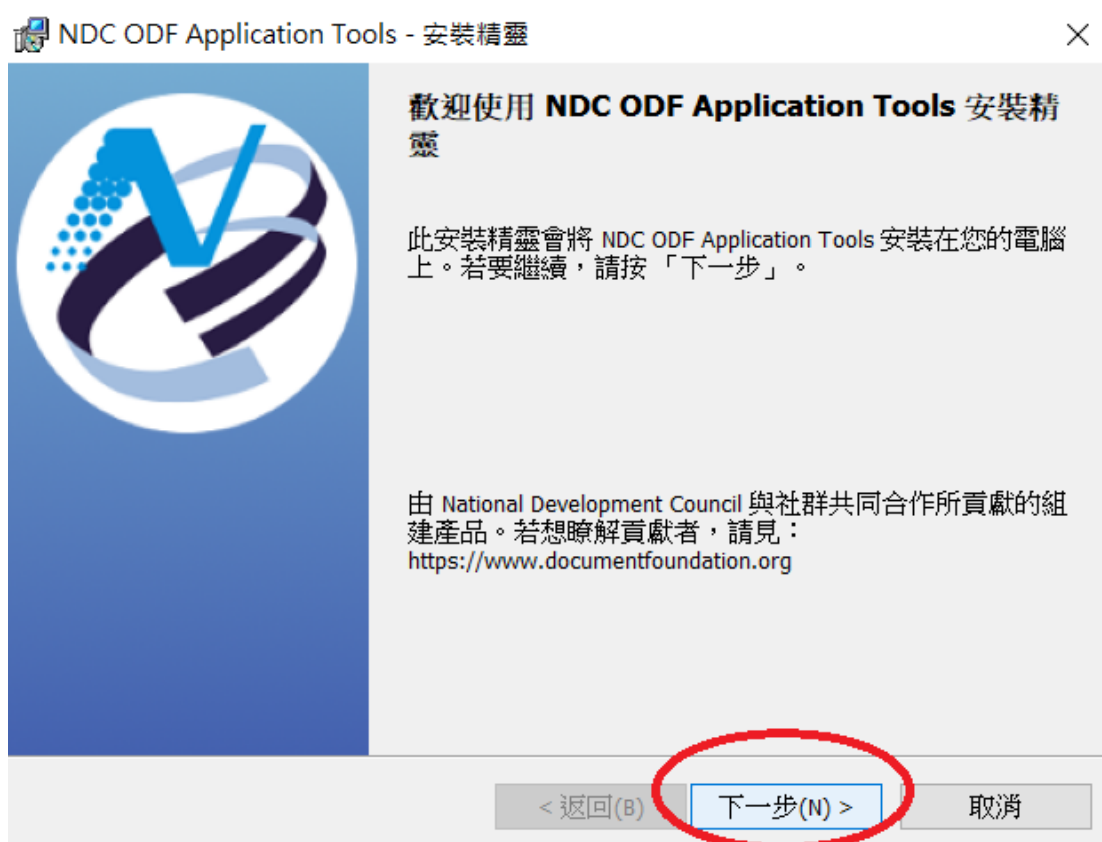 NDC ODF Application Tools - 安裝精靈
歡迎使用 NDC ODF Application Tools 安裝精
靈
此安裝精靈會將 NDC ODF Application Tools 安裝在您的電腦
上。若要繼續，請按「下一步」。
由 National Development Council 與社群共同合作所貢獻的組
建產品。若想瞭解貢獻者，請見：
https://www.documentfoundation.org
< 返回(B) 下一步(N) > 取消